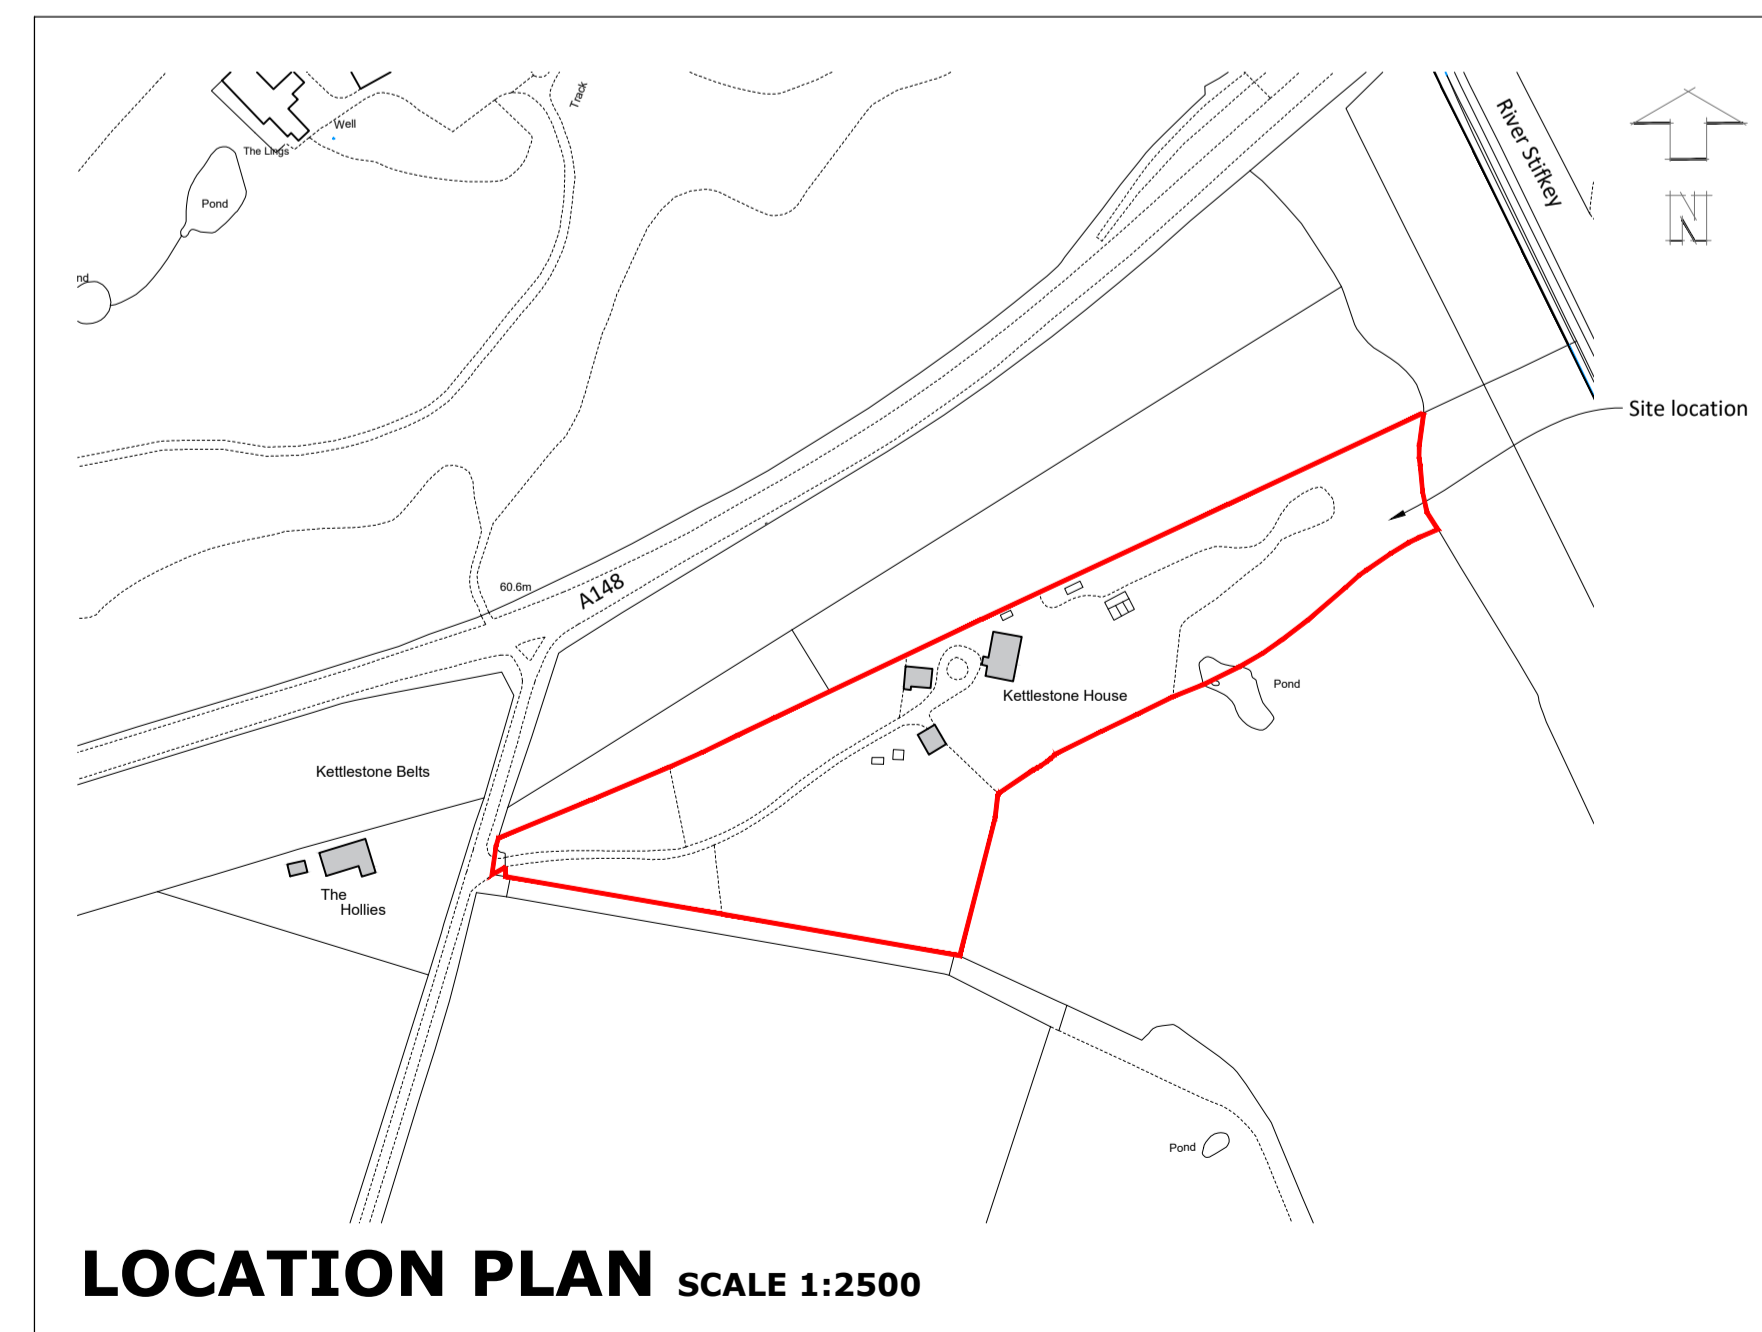 Track
Well
The Lings
Pond
nd
River Stifkey
N
Site location
60.6m
A148
Kettlestone House
Pond
Kettlestone Belts
The
Hollies
Pond
LOCATION PLAN SCALE 1:2500